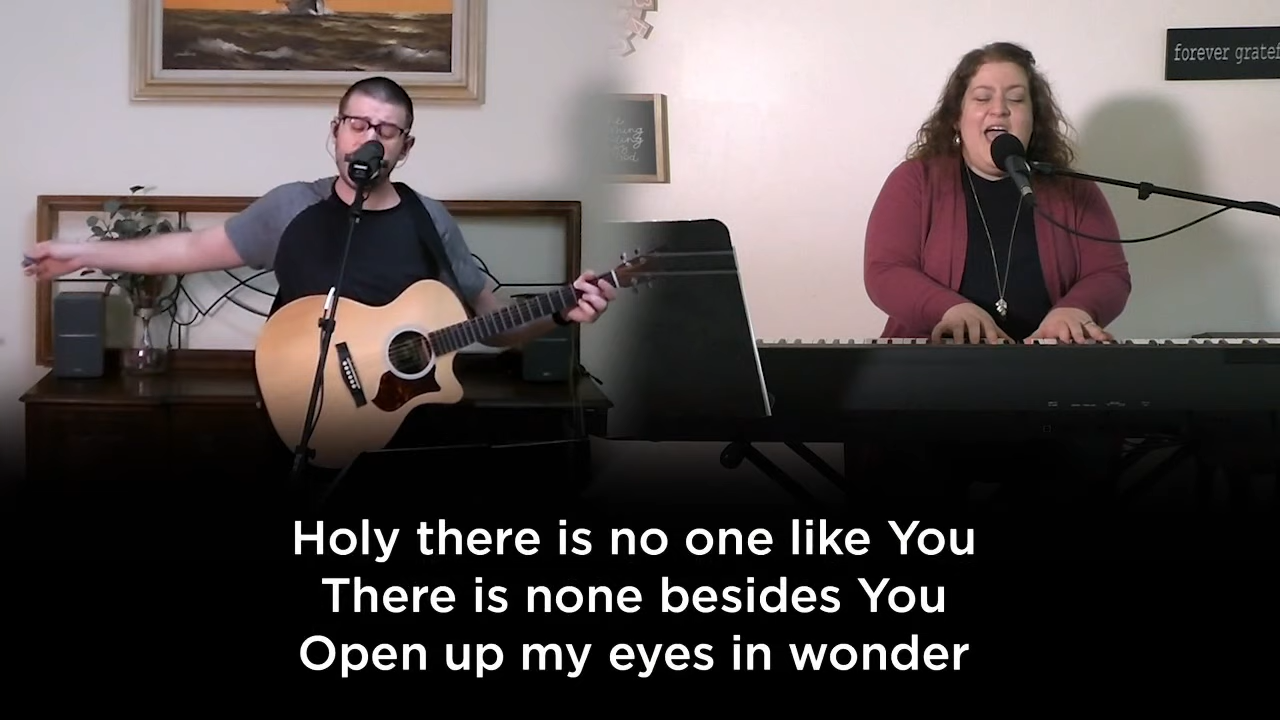 forever gratef
Holy there is no one like You
There is none besides You
Open up my eyes in wonder